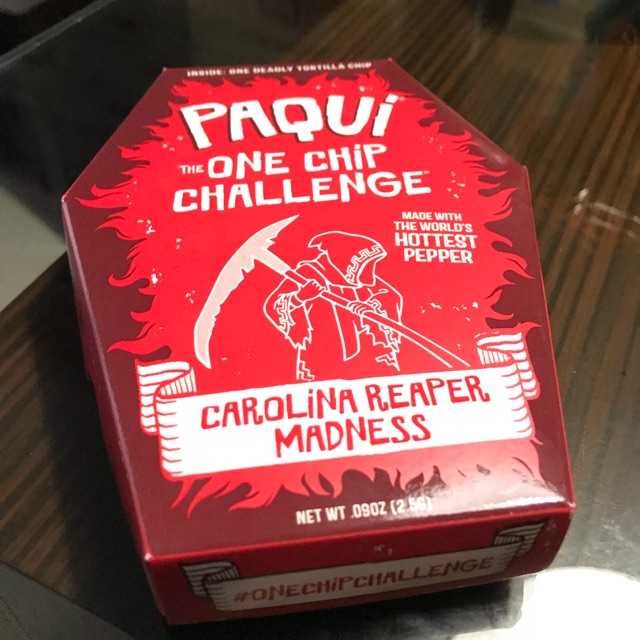 INSIDE: ONE DEADLY TORTILLA CHIP
PAQUI
THE ONE CHIP
CHALLENGE™
MADE WITH
THE WORLD'S
HOTTEST
PEPPER
CAROLINA REAPER
MADNESS
NET WT .09OZ (2.5G)
#ONECHIPCHALLENGE